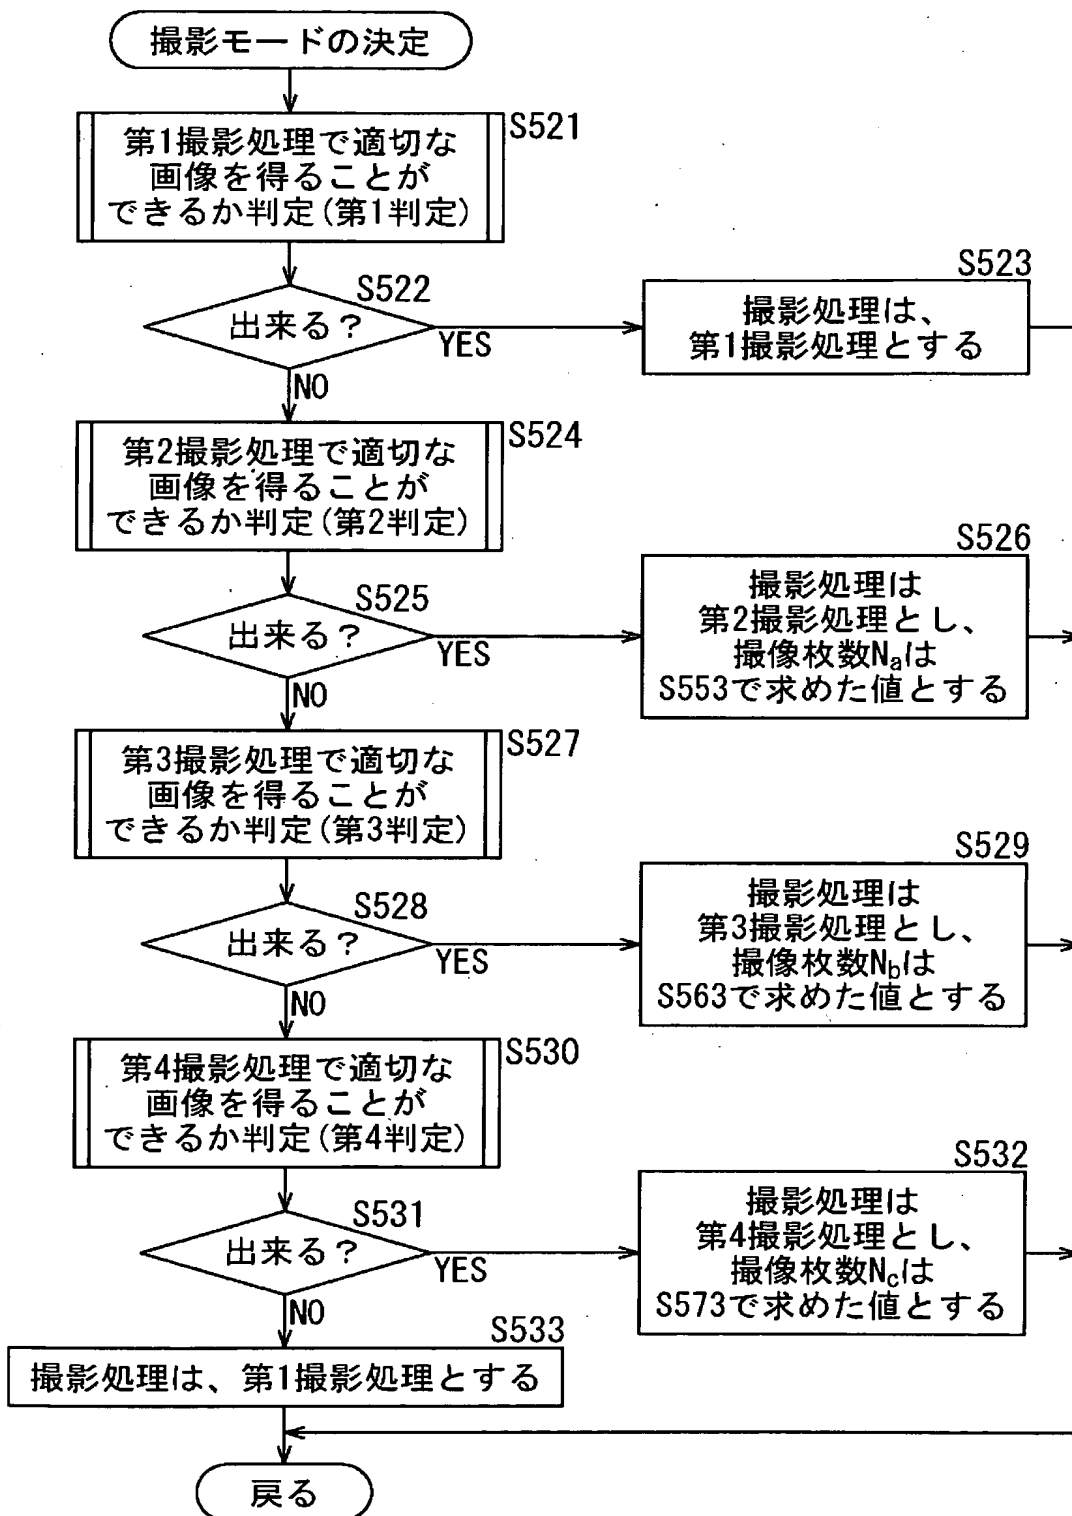 撮影モードの決定
S521
第1撮影処理で適切な
画像を得ることが
できるか判定(第1判定)
S522
出来る?
YES
NO
S523
撮影処理は、
第1撮影処理とする
S524
第2撮影処理で適切な
画像を得ることが
できるか判定(第2判定)
S525
出来る?
YES
NO
S526
撮影処理は
第2撮影処理とし、
撮像枚数Naは
S553で求めた値とする
S527
第3撮影処理で適切な
画像を得ることが
できるか判定(第3判定)
S528
出来る?
YES
NO
S529
撮影処理は
第3撮影処理とし、
撮像枚数Nbは
S563で求めた値とする
S530
第4撮影処理で適切な
画像を得ることが
できるか判定(第4判定)
S531
出来る?
YES
NO
S532
撮影処理は
第4撮影処理とし、
撮像枚数Ncは
S573で求めた値とする
S533
撮影処理は、第1撮影処理とする
戻る